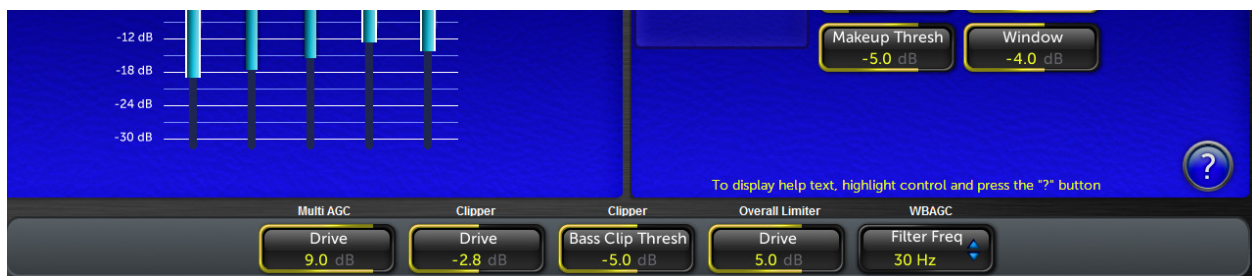 -12 dB
-18 dB
-24 dB
-30 dB
Makeup Thresh
-5.0 dB
Window
-4.0 dB
?
To display help text, highlight control and press the "?" button
Multi AGC
Drive
9.0 dB
Clipper
Drive
-2.8 dB
Clipper
Bass Clip Thresh
-5.0 dB
Overall Limiter
Drive
5.0 dB
WBAGC
Filter Freq
30 Hz